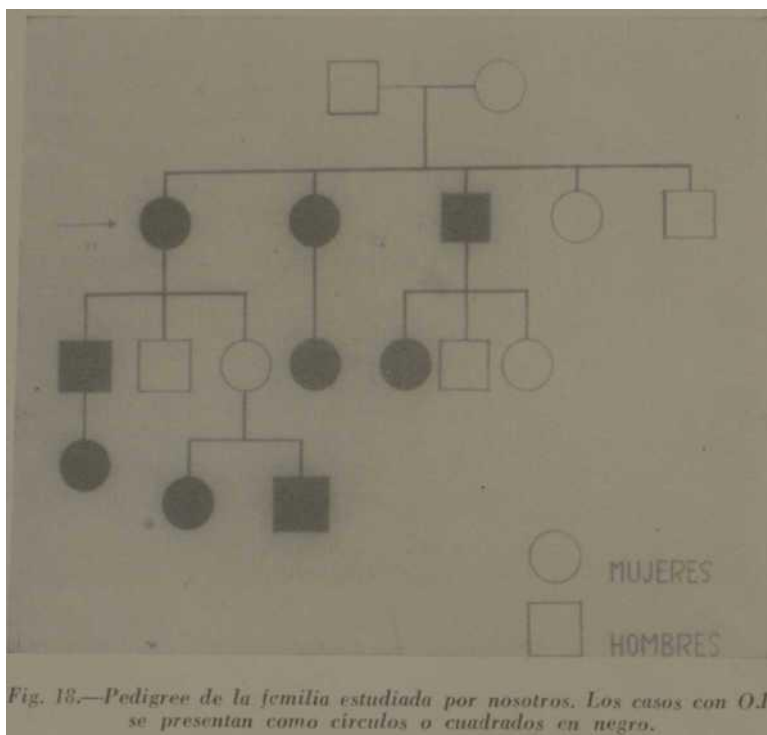 MUJERES
HOMBRES
Fig. 18.—Pedigree de la femilia estudiada por nosotros. Los casos con O.I
se presentan como círculos o cuadrados en negro.